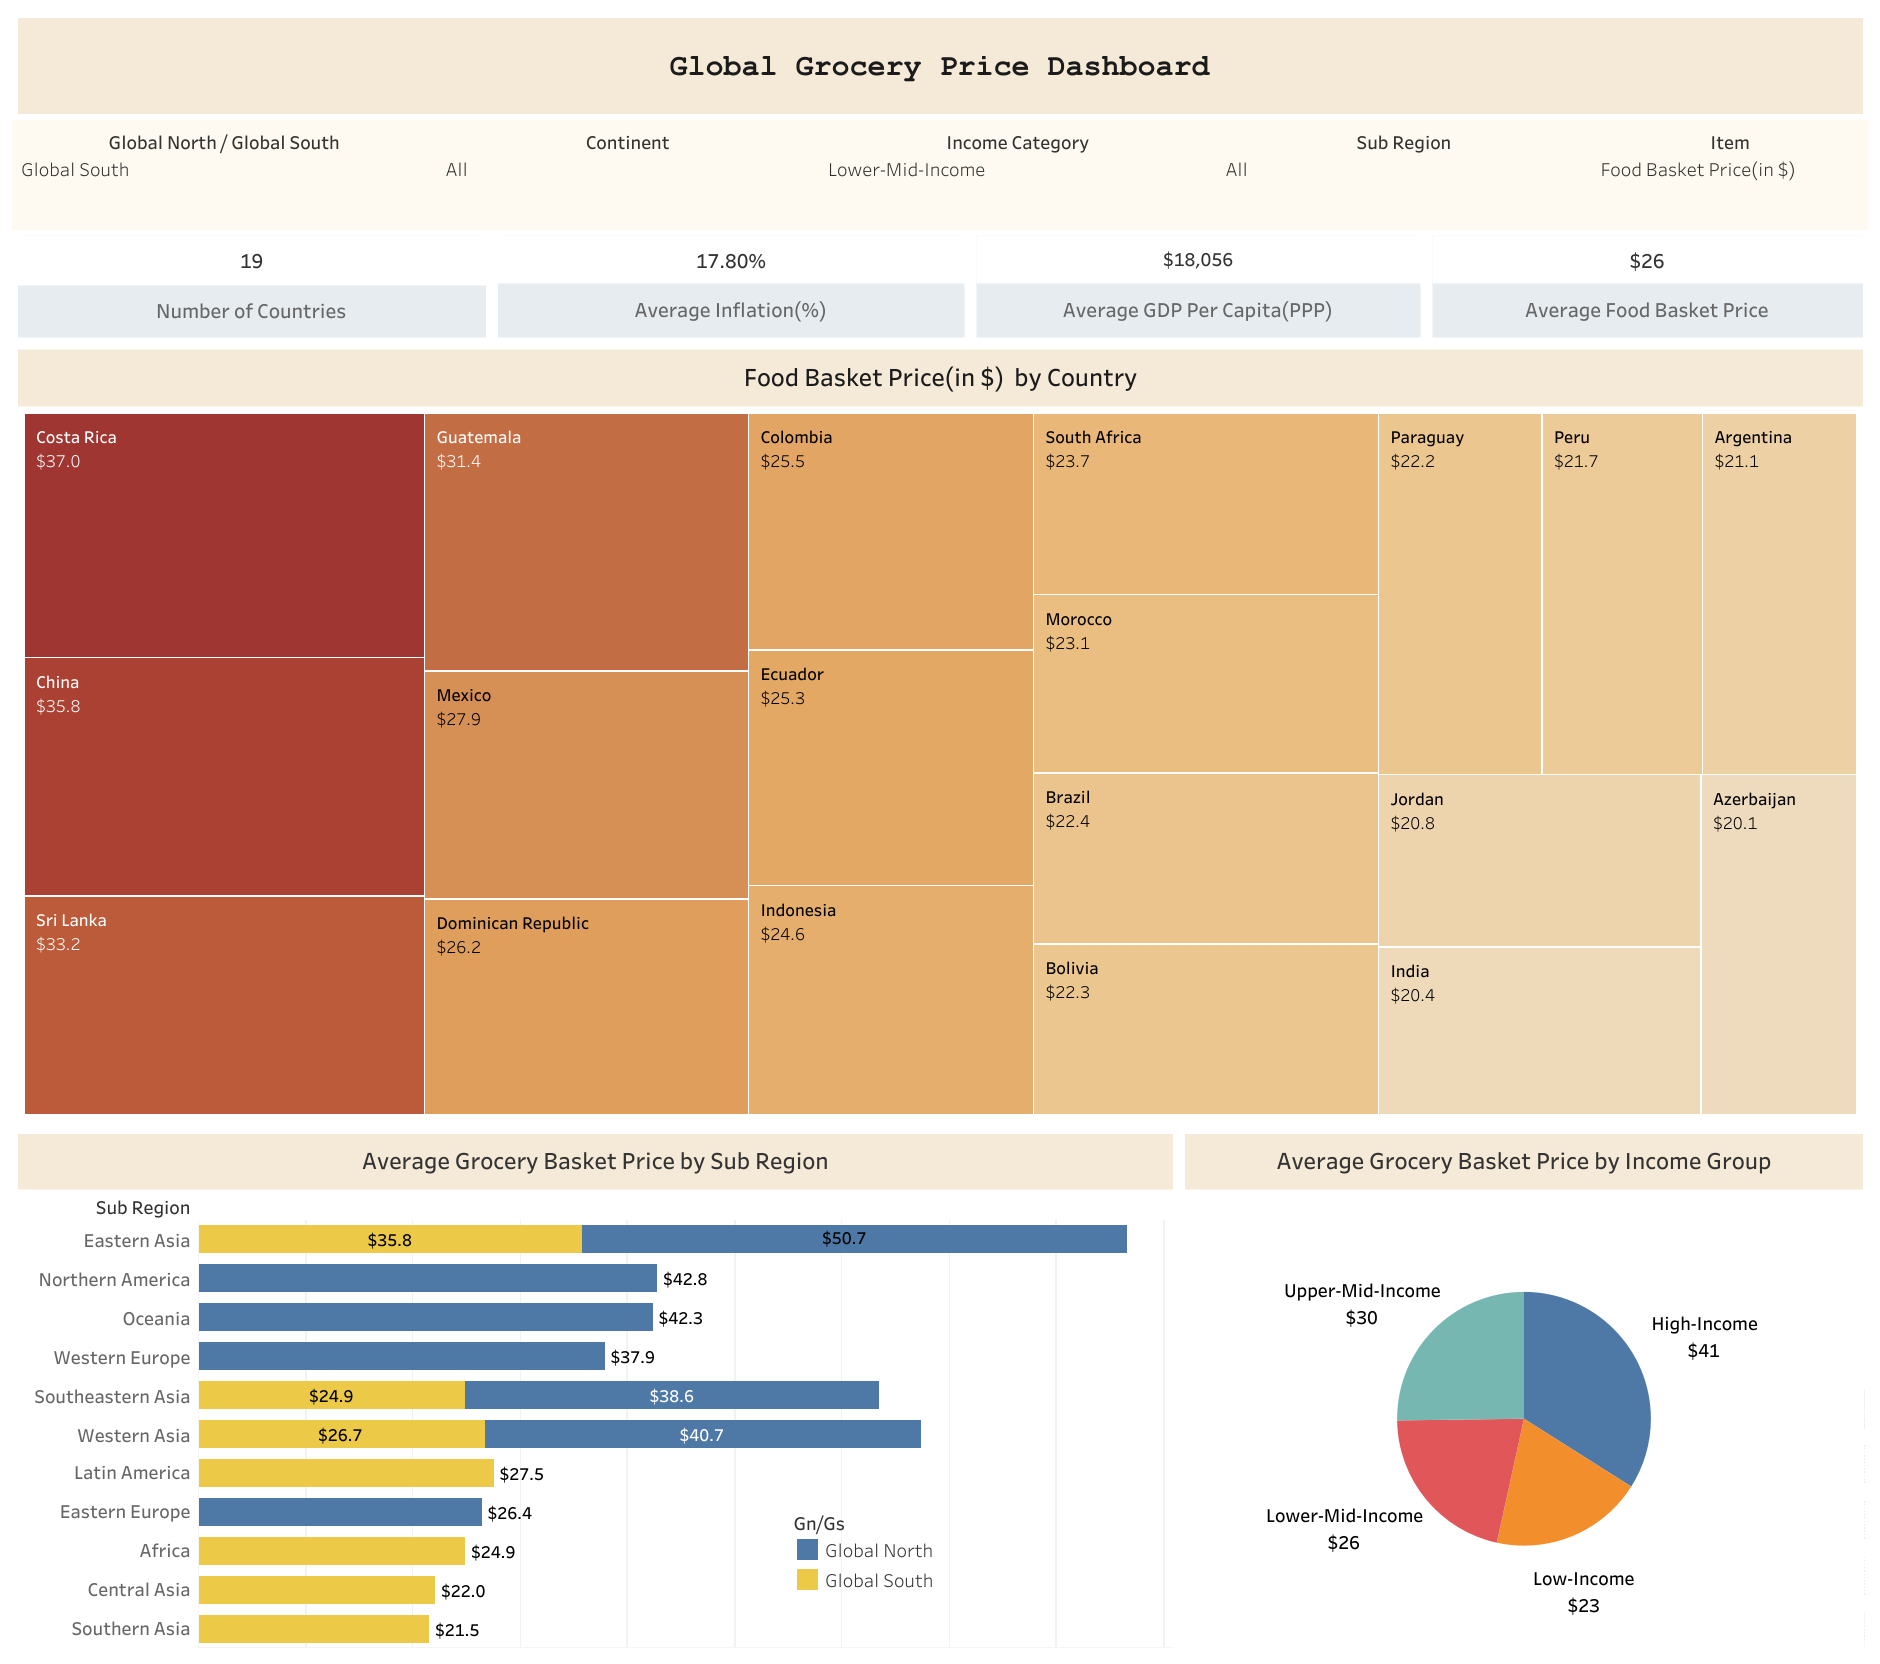 Global Grocery Price Dashboard
Global North / Global South
Global South
Continent
All
Income Category
Lower-Mid-Income
Sub Region
All
Item
Food Basket Price(in $)
19
Number of Countries
17.80%
Average Inflation(%)
$18,056
Average GDP Per Capita(PPP)
$26
Average Food Basket Price
Food Basket Price(in $) by Country
Costa Rica
$37.0
China
$35.8
Sri Lanka
$33.2
Guatemala
$31.4
Mexico
$27.9
Dominican Republic
$26.2
Colombia
$25.5
Ecuador
$25.3
Indonesia
$24.6
South Africa
$23.7
Morocco
$23.1
Brazil
$22.4
Bolivia
$22.3
Paraguay
$22.2
Peru
$21.7
Argentina
$21.1
Jordan
$20.8
India
$20.4
Azerbaijan
$20.1
Average Grocery Basket Price by Sub Region
Sub Region
Eastern Asia $35.8 $50.7
Northern America $42.8
Oceania $42.3
Western Europe $37.9
Southeastern Asia $24.9 $38.6
Western Asia $26.7 $40.7
Latin America $27.5
Eastern Europe $26.4
Africa $24.9
Central Asia $22.0
Southern Asia $21.5
Gn/Gs
Global North
Global South
Average Grocery Basket Price by Income Group
Upper-Mid-Income
$30
High-Income
$41
Lower-Mid-Income
$26
Low-Income
$23